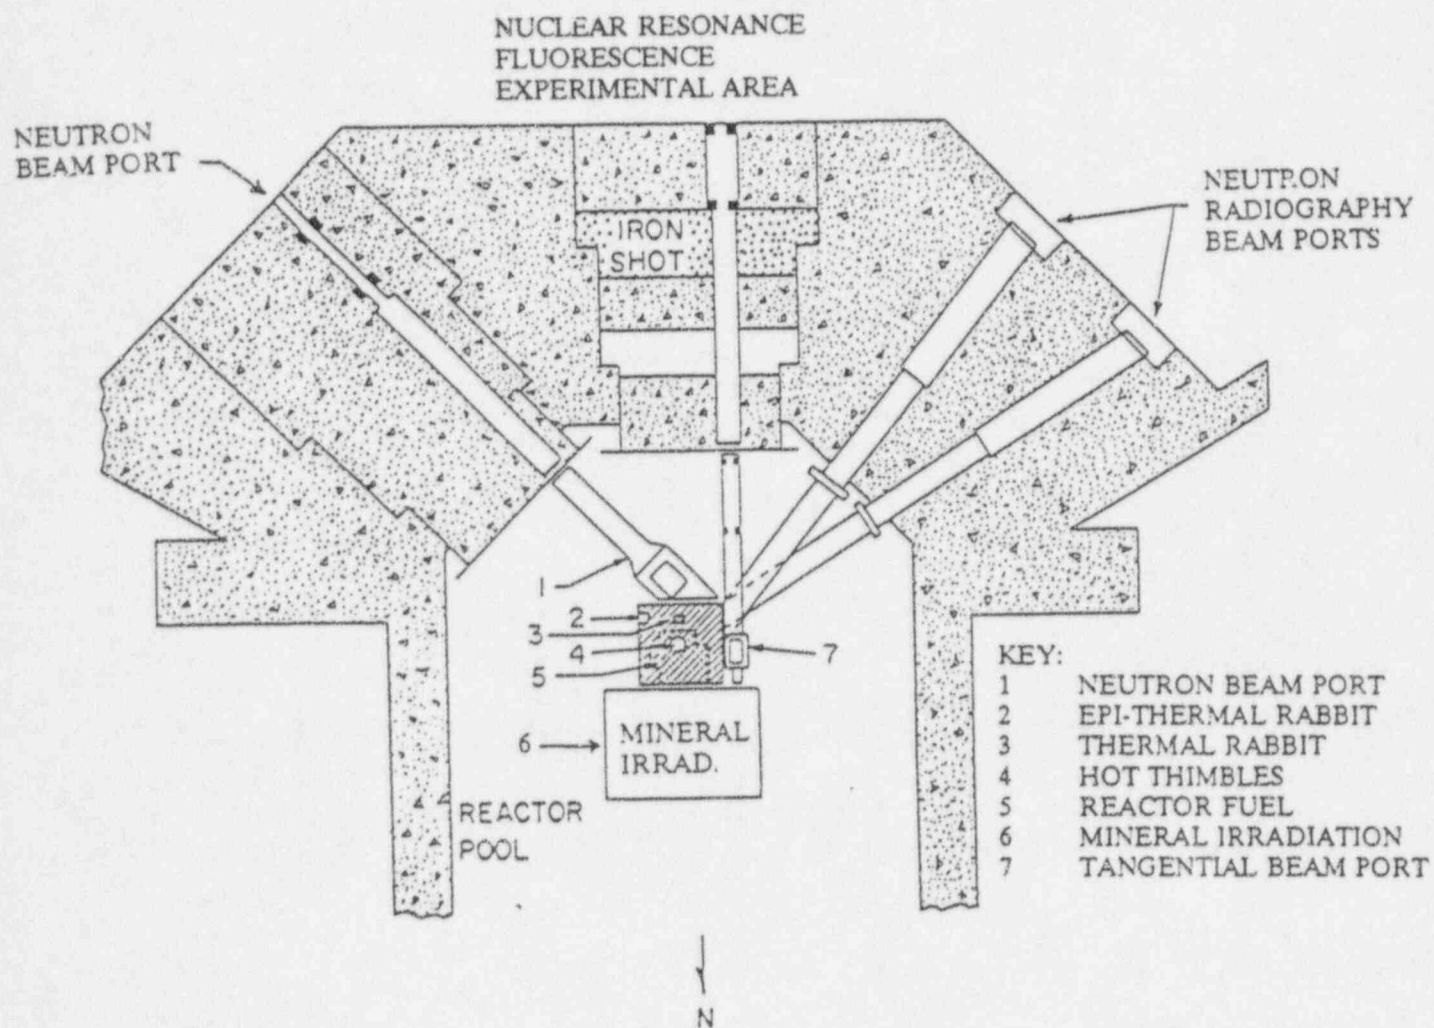 NUCLEAR RESONANCE
FLUORESCENCE
EXPERIMENTAL AREA
NEUTRON
BEAM PORT
NEUTRON
RADIOGRAPHY
BEAM PORTS
IRON
SHOT
1
2
3
4
5
6
7
MINERAL
IRRAD.
REACTOR
POOL
KEY:
1 NEUTRON BEAM PORT
2 EPI-THERMAL RABBIT
3 THERMAL RABBIT
4 HOT THIMBLES
5 REACTOR FUEL
6 MINERAL IRRADIATION
7 TANGENTIAL BEAM PORT
N